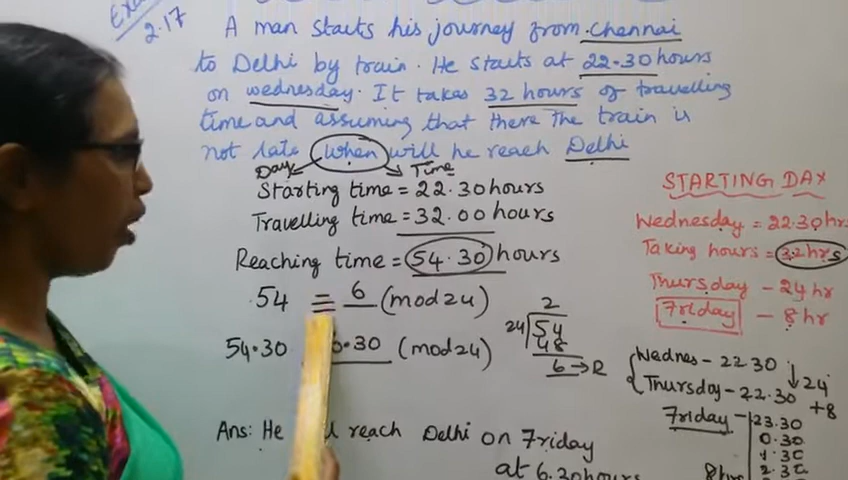 2.17
A man starts his journey from Chennai
to Delhi by train. He starts at 22.30 hours
on wednesday. It takes 32 hours of travelling
time and assuming that there the train is
not late when will he reach Delhi
Day Time
Starting time = 22.30 hours
Travelling time = 32.00 hours
Reaching time = 54.30 hours
54 ≡ 6 (mod 24)
54.30 6.30 (mod 24)
2
24 54
48
6 → R
Ans: He reach Delhi on Friday
at 6.30 hours
STARTING DAY
Wednesday = 22.30 hr
Taking hours = 32 hrs
Thursday - 24 hr
Friday - 8 hr
Wednes - 22 30
Thursday - 22.30
24
+8
Friday - 23.30
0.30
1.30
2.30
8 hrs